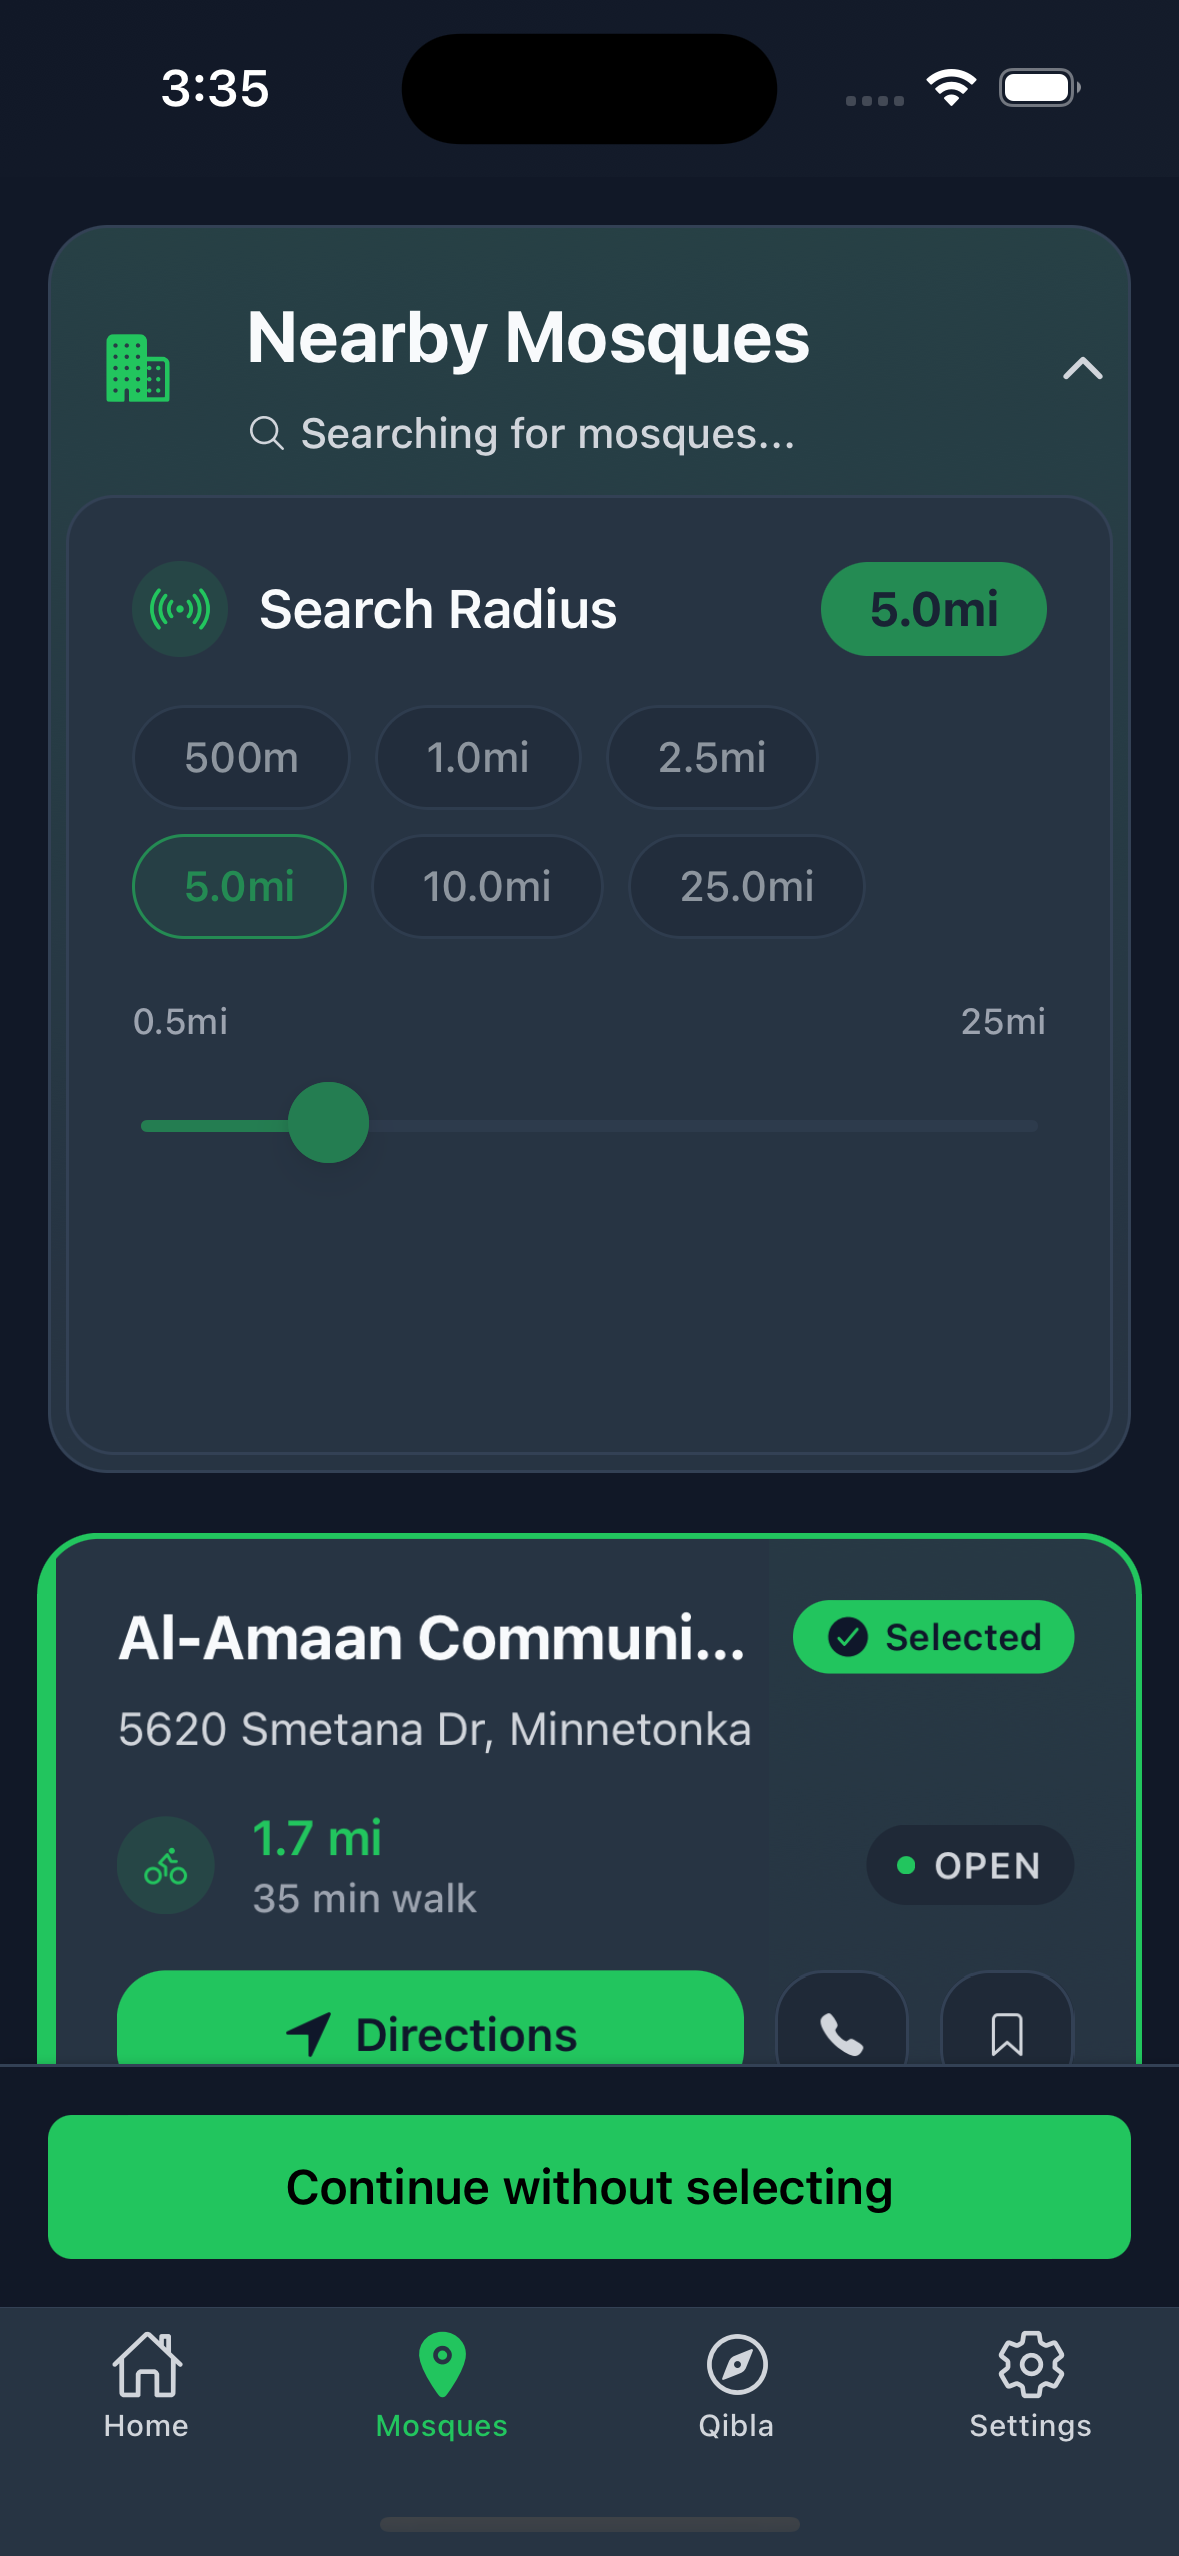 3:35
Nearby Mosques
Searching for mosques...
Search Radius
5.0mi
500m 1.0mi 2.5mi
5.0mi 10.0mi 25.0mi
0.5mi 25mi
Al-Amaan Communi...
Selected
5620 Smetana Dr, Minnetonka
1.7 mi
35 min walk
OPEN
Directions
Continue without selecting
Home Mosques Qibla Settings